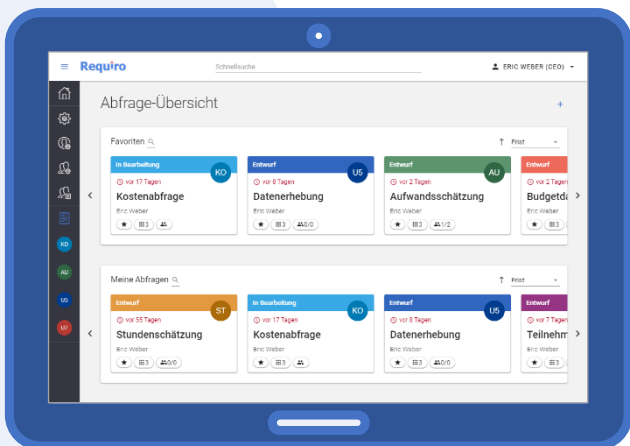 Requiro
Schnellsuche
ERIC WEBER (CEO)
Abfrage-Übersicht
+
Favoriten
↑ Frist
In Bearbeitung
KO
vor 17 Tagen
Kostenabfrage
Eric Weber
3
Entwurf
US
vor 8 Tagen
Datenerhebung
Eric Weber
3
0/0
Entwurf
AU
vor 2 Tagen
Aufwandsschätzung
Eric Weber
3
1/2
Entwurf
vor 2 Tagen
Budgetda
Eric Weber
3
KO
AU
US
Meine Abfragen
↑ Frist
Entwurf
ST
vor 55 Tagen
Stundenschätzung
Eric Weber
3
0/0
In Bearbeitung
KO
vor 17 Tagen
Kostenabfrage
Eric Weber
3
Entwurf
US
vor 8 Tagen
Datenerhebung
Eric Weber
3
0/0
Entwurf
vor 7 Tagen
Teilnehm
Eric Weber
3